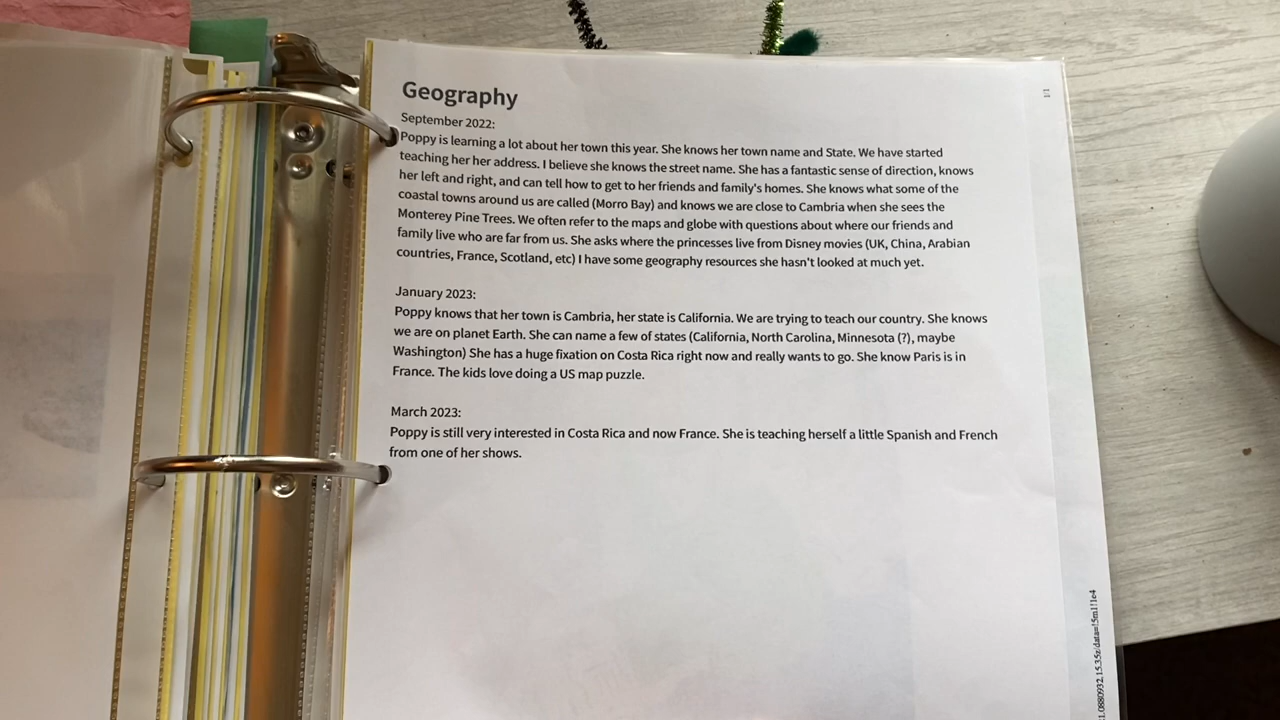 Geography
1/1
September 2022:
Poppy is learning a lot about her town this year. She knows her town name and State. We have started
teaching her her address. I believe she knows the street name. She has a fantastic sense of direction, knows
her left and right, and can tell how to get to her friends and family's homes. She knows what some of the
coastal towns around us are called (Morro Bay) and knows we are close to Cambria when she sees the
Monterey Pine Trees. We often refer to the maps and globe with questions about where our friends and
family live who are far from us. She asks where the princesses live from Disney movies (UK, China, Arabian
countries, France, Scotland, etc) I have some geography resources she hasn't looked at much yet.
January 2023:
Poppy knows that her town is Cambria, her state is California. We are trying to teach our country. She knows
we are on planet Earth. She can name a few of states (California, North Carolina, Minnesota (?), maybe
Washington) She has a huge fixation on Costa Rica right now and really wants to go. She know Paris is in
France. The kids love doing a US map puzzle.
March 2023:
Poppy is still very interested in Costa Rica and now France. She is teaching herself a little Spanish and French
from one of her shows.
1.0880932,15.35z/data=!5m1!1e4